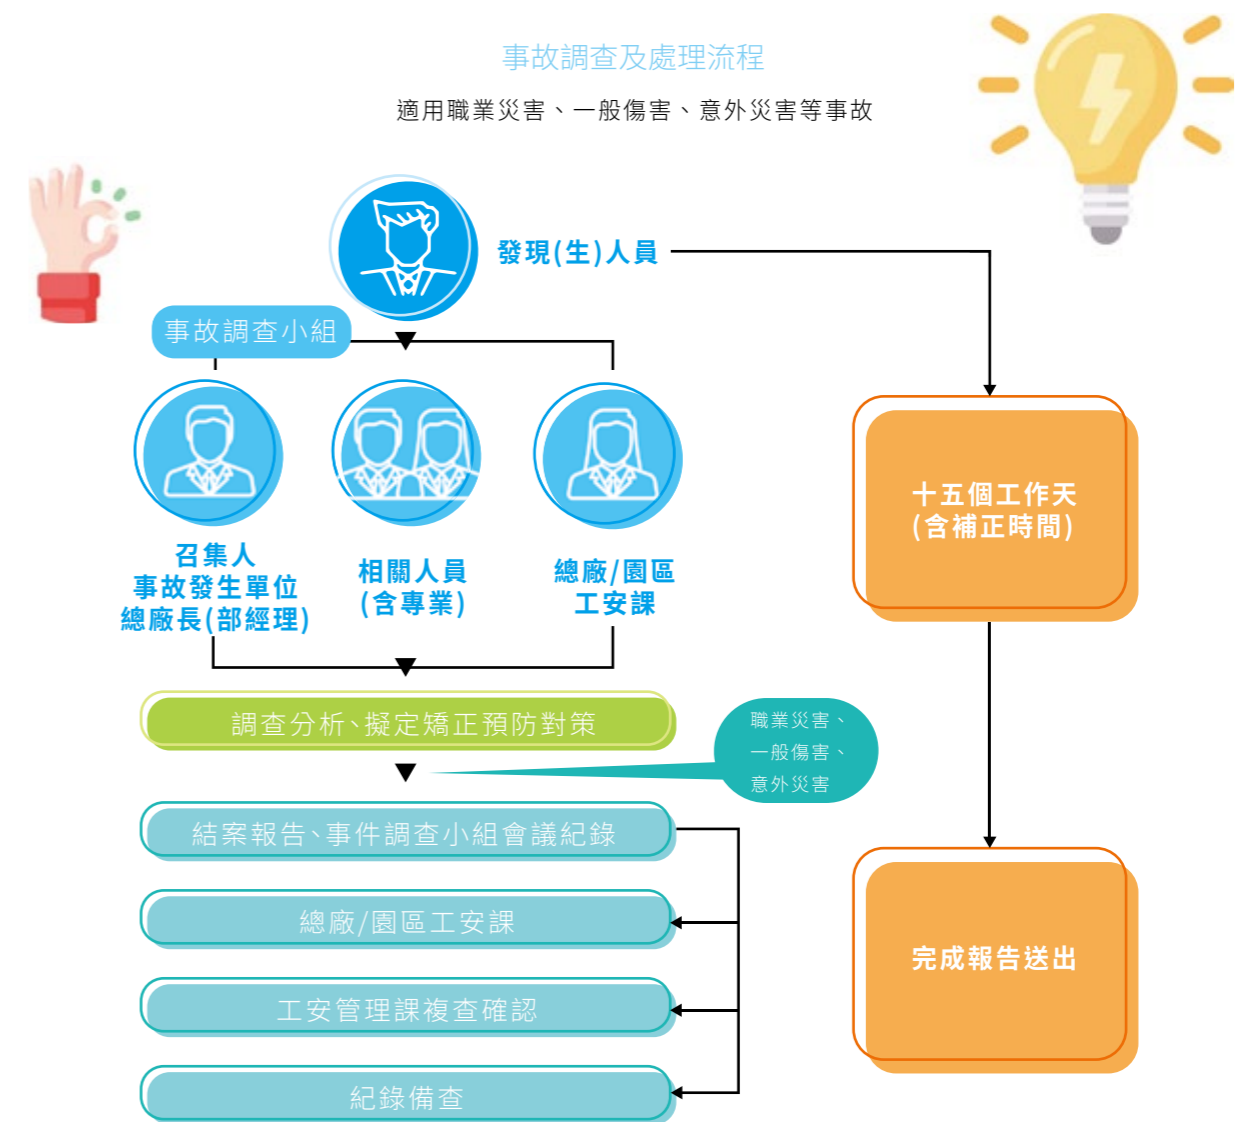 事故調查及處理流程
適用職業災害、一般傷害、意外災害等事故
發現(生)人員
事故調查小組
召集人
事故發生單位
總廠長(部經理)
相關人員
(含專業)
總廠/園區
工安課
十五個工作天
(含補正時間)
調查分析、擬定矯正預防對策
職業災害、
一般傷害、
意外災害
結案報告、事件調查小組會議紀錄
總廠/園區工安課
工安管理課複查確認
紀錄備查
完成報告送出